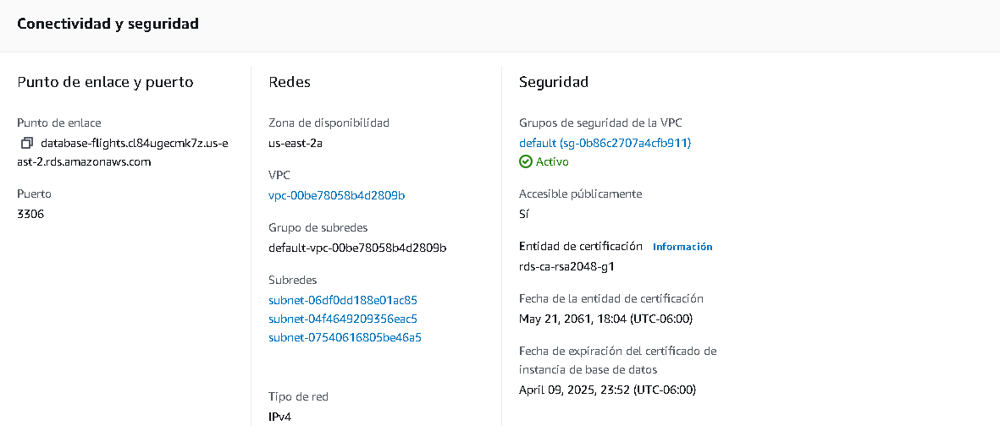 Conectividad y seguridad
Punto de enlace y puerto
Punto de enlace
database-flights.cl84ugecmk7z.us-e
ast-2.rds.amazonaws.com
Puerto
3306
Redes
Zona de disponibilidad
us-east-2a
VPC
vpc-00be78058b4d2809b
Grupo de subredes
default-vpc-00be78058b4d2809b
Subredes
subnet-06df0dd188e01ac85
subnet-04f4649209356eac5
subnet-07540616805be46a5
Tipo de red
IPv4
Seguridad
Grupos de seguridad de la VPC
default (sg-0b86c2707a4cfb911)
Activo
Accesible públicamente
Sí
Entidad de certificación Información
rds-ca-rsa2048-g1
Fecha de la entidad de certificación
May 21, 2061, 18:04 (UTC-06:00)
Fecha de expiración del certificado de
instancia de base de datos
April 09, 2025, 23:52 (UTC-06:00)